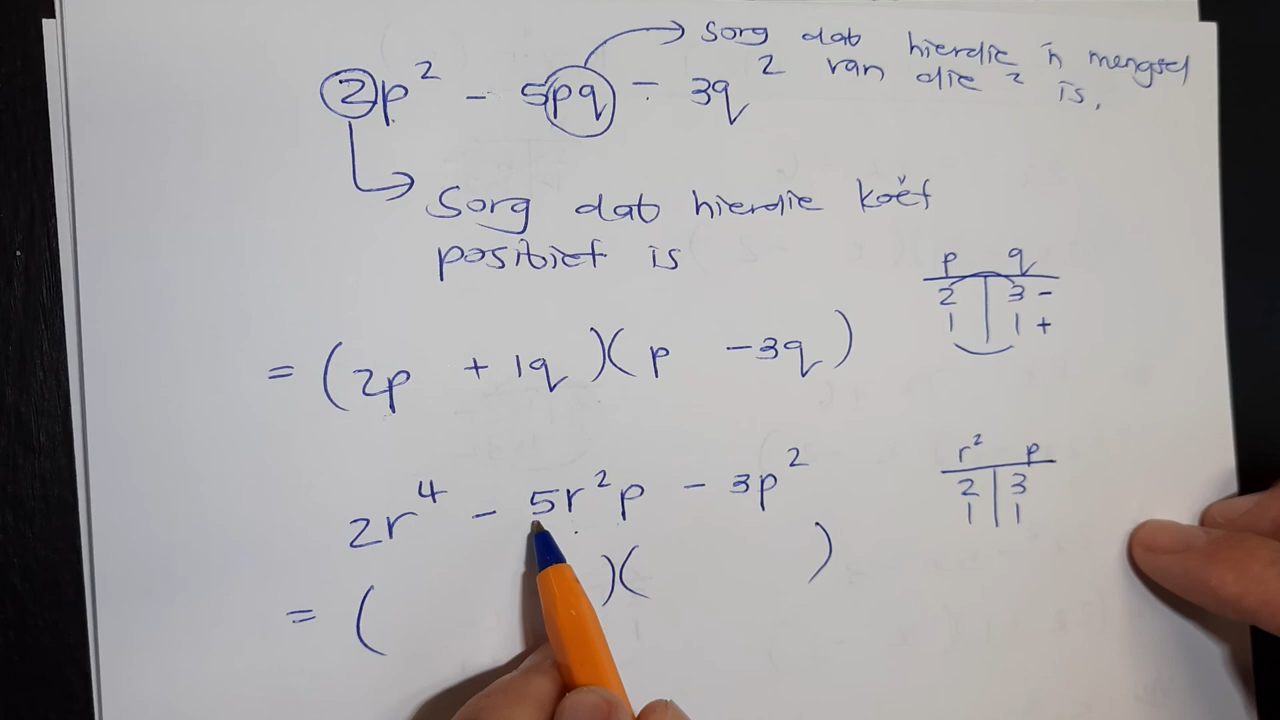 sorg dat hierdie 'n mengsel
van die ² is.
2p² - 5pq - 3q²
Sorg dat hierdie koëf
positief is
p q
2 3 -
1 1 +
= (2p + 1q)(p - 3q)
r² p
2 3
1 1
2r⁴ - 5r²p - 3p²
= ( )( )